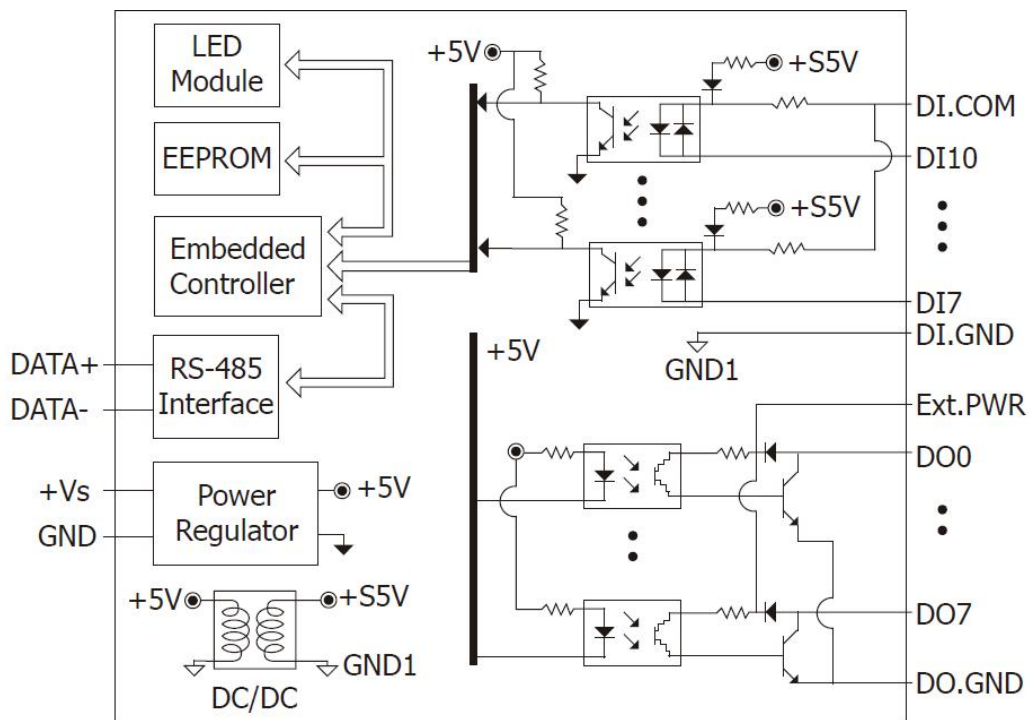 LED
Module
EEPROM
Embedded
Controller
DATA+
DATA-
RS-485
Interface
+Vs
GND
Power
Regulator
+5V
+5V
+S5V
GND1
DC/DC
+5V
+S5V
DI.COM
DI10
+S5V
DI7
DI.GND
GND1
+5V
Ext.PWR
DO0
DO7
DO.GND